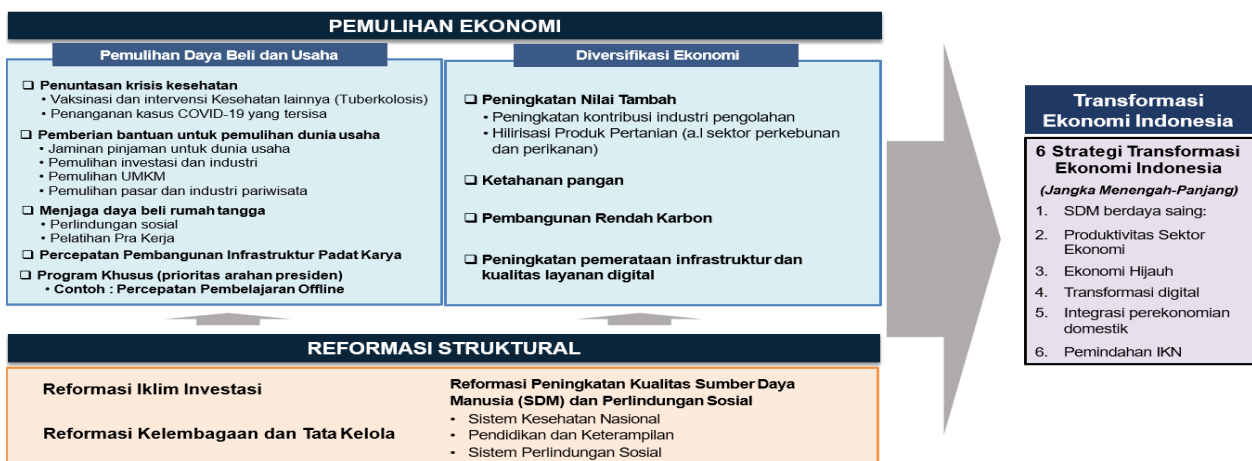 PEMULIHAN EKONOMI
Pemulihan Daya Beli dan Usaha
❑ Penuntasan krisis kesehatan
• Vaksinasi dan intervensi Kesehatan lainnya (Tuberkolosis)
• Penanganan kasus COVID-19 yang tersisa
❑ Pemberian bantuan untuk pemulihan dunia usaha
• Jaminan pinjaman untuk dunia usaha
• Pemulihan investasi dan industri
• Pemulihan UMKM
• Pemulihan pasar dan industri pariwisata
❑ Menjaga daya beli rumah tangga
• Perlindungan sosial
• Pelatihan Pra Kerja
❑ Percepatan Pembangunan Infrastruktur Padat Karya
❑ Program Khusus (prioritas arahan presiden)
• Contoh : Percepatan Pembelajaran Offline
Diversifikasi Ekonomi
❑ Peningkatan Nilai Tambah
• Peningkatan kontribusi industri pengolahan
• Hilirisasi Produk Pertanian (a.l sektor perkebunan
dan perikanan)
❑ Ketahanan pangan
❑ Pembangunan Rendah Karbon
❑ Peningkatan pemerataan infrastruktur dan
kualitas layanan digital
REFORMASI STRUKTURAL
Reformasi Iklim Investasi
Reformasi Kelembagaan dan Tata Kelola
Reformasi Peningkatan Kualitas Sumber Daya
Manusia (SDM) dan Perlindungan Sosial
• Sistem Kesehatan Nasional
• Pendidikan dan Keterampilan
• Sistem Perlindungan Sosial
Transformasi
Ekonomi Indonesia
6 Strategi Transformasi
Ekonomi Indonesia
(Jangka Menengah-Panjang)
1. SDM berdaya saing:
2. Produktivitas Sektor
Ekonomi
3. Ekonomi Hijauh
4. Transformasi digital
5. Integrasi perekonomian
domestik
6. Pemindahan IKN